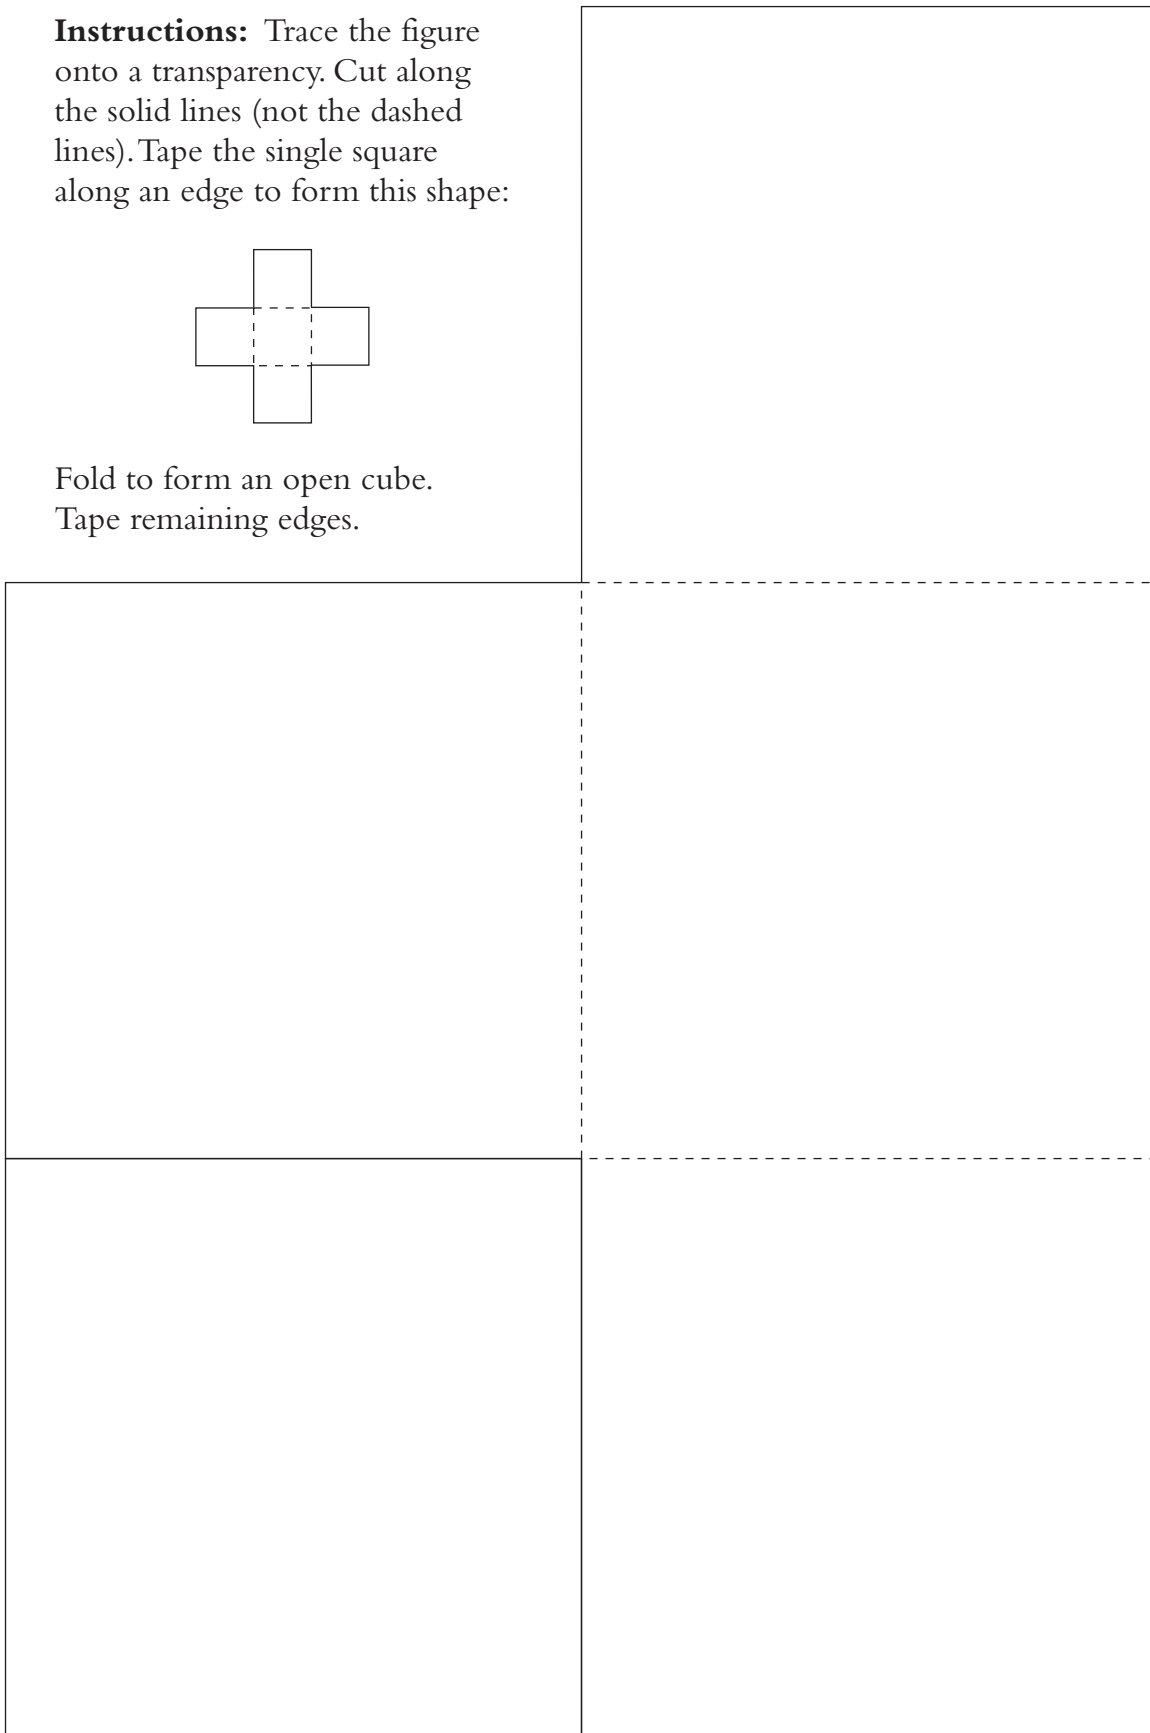 Instructions: Trace the figure
onto a transparency. Cut along
the solid lines (not the dashed
lines). Tape the single square
along an edge to form this shape:
Fold to form an open cube.
Tape remaining edges.